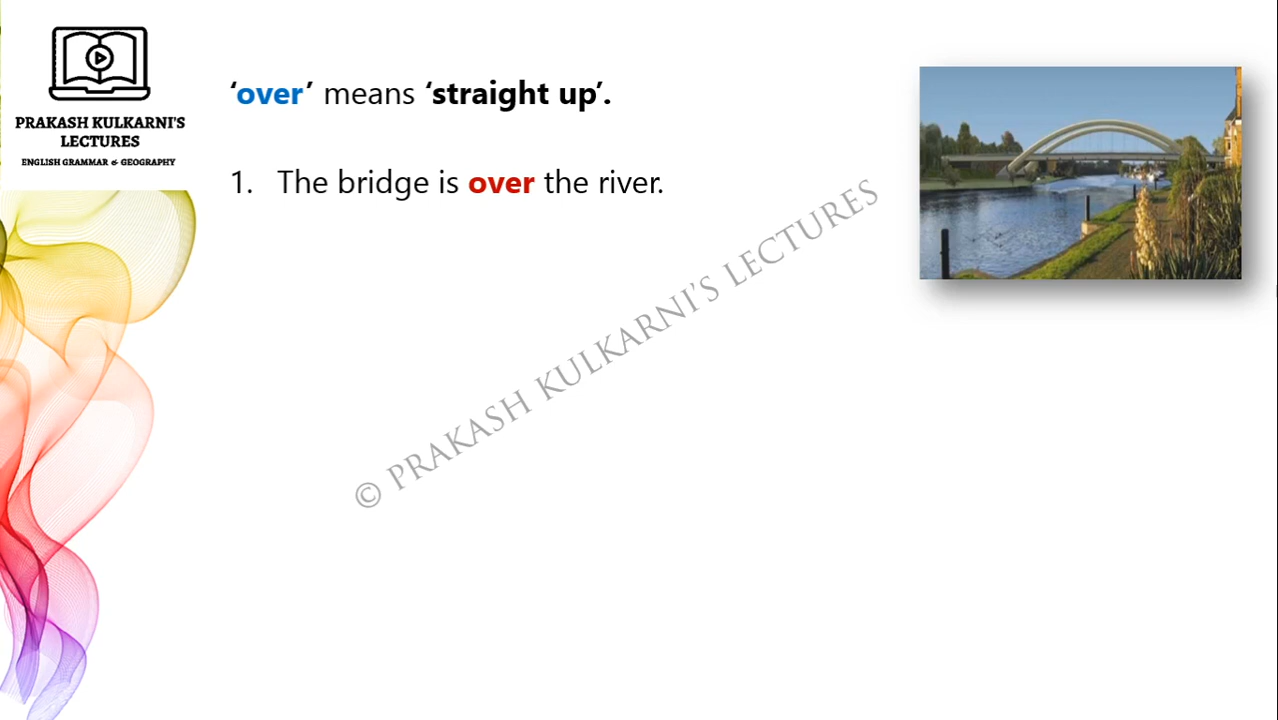 PRAKASH KULKARNI'S
LECTURES
ENGLISH GRAMMAR & GEOGRAPHY
‘over’ means ‘straight up’.
1. The bridge is over the river.
© PRAKASH KULKARNI'S LECTURES